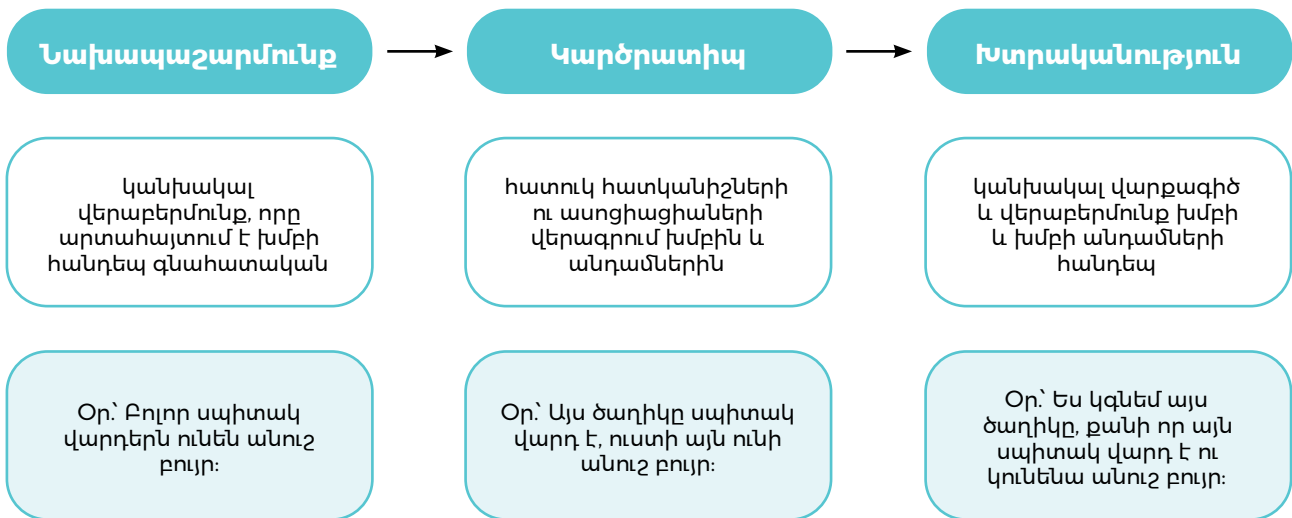 Նախապաշարմունք
Կարծրատիպ
Խտրականություն
կանխակալ
վերաբերմունք, որը
արտահայտում է խմբի
հանդեպ գնահատական
հատուկ հատկանիշների
ու ասոցիացիաների
վերագրում խմբին և
անդամներին
կանխակալ վարքագիծ
և վերաբերմունք խմբի
և խմբի անդամների
հանդեպ
Օր.՝ Բոլոր սպիտակ
վարդերն ունեն անուշ
բույր:
Օր.՝ Այս ծաղիկը սպիտակ
վարդ է, ուստի այն ունի
անուշ բույր:
Օր.՝ Ես կգնեմ այս
ծաղիկը, քանի որ այն
սպիտակ վարդ է ու
կունենա անուշ բույր: